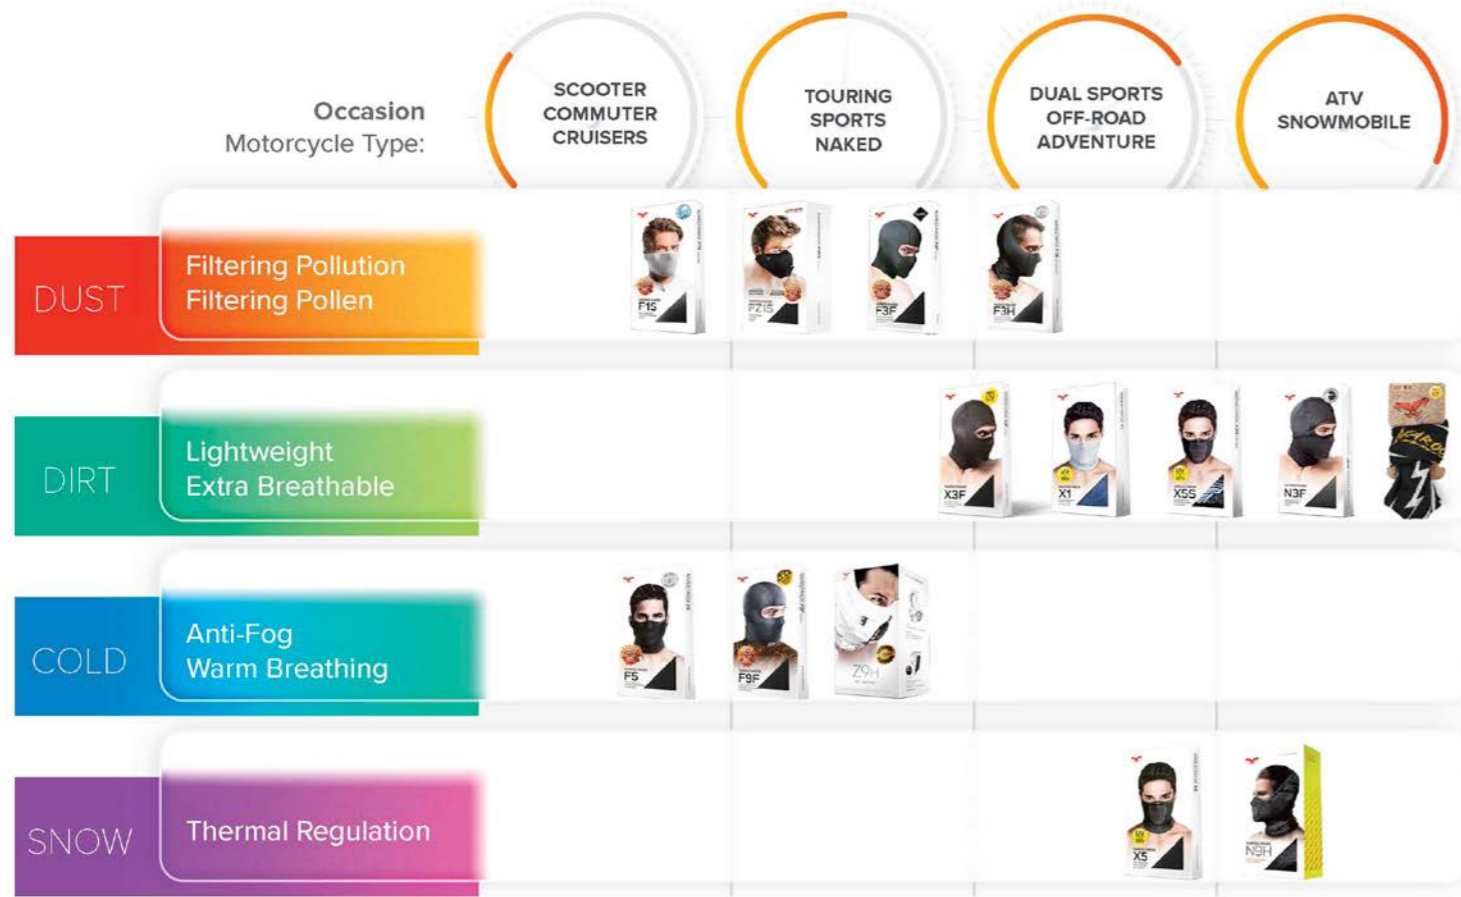 SCOOTER
COMMUTER
CRUISERS
TOURING
SPORTS
NAKED
DUAL SPORTS
OFF-ROAD
ADVENTURE
ATV
SNOWMOBILE
Occasion
Motorcycle Type:
DUST
Filtering Pollution
Filtering Pollen
F1S
FZ1S
F3F
F3H
DIRT
Lightweight
Extra Breathable
X3F
X1
X5S
N3F
COLD
Anti-Fog
Warm Breathing
F5
F9F
Z9H
SNOW
Thermal Regulation
X5
N9H